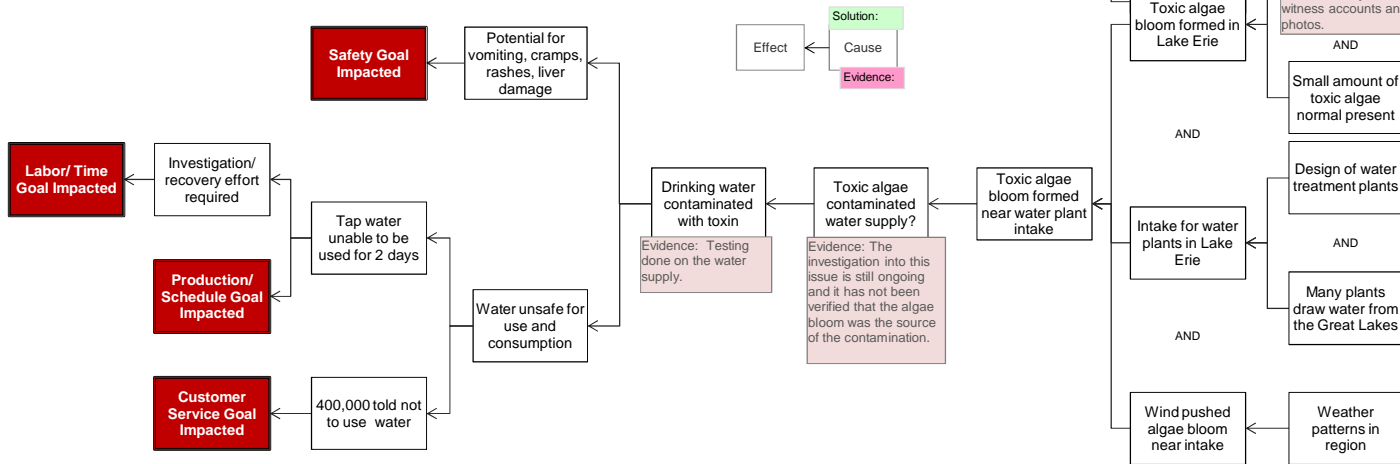 Safety Goal
Impacted
Potential for
vomiting, cramps,
rashes, liver
damage
Solution:
Effect
Cause
Evidence:
Toxic algae
bloom formed in
Lake Erie
witness accounts
photos.
AND
Small amount of
toxic algae
normal present
AND
Labor/ Time
Goal Impacted
Investigation/
recovery effort
required
Tap water
unable to be
used for 2 days
Production/
Schedule Goal
Impacted
Water unsafe for
use and
consumption
Customer
Service Goal
Impacted
400,000 told not
to use water
Drinking water
contaminated
with toxin
Evidence: Testing
done on the water
supply.
Toxic algae
contaminated
water supply?
Evidence: The
investigation into this
issue is still ongoing
and it has not been
verified that the algae
bloom was the source
of the contamination.
Toxic algae
bloom formed
near water plant
intake
Intake for water
plants in Lake
Erie
Design of water
treatment plants
AND
Many plants
draw water from
the Great Lakes
AND
Wind pushed
algae bloom
near intake
Weather
patterns in
region